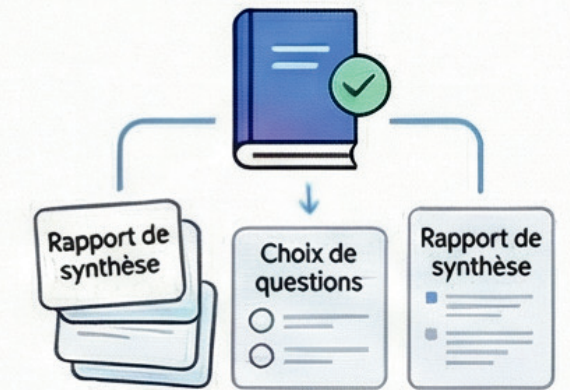 Rapport de
synthèse
Choix de
questions
Rapport de
synthèse